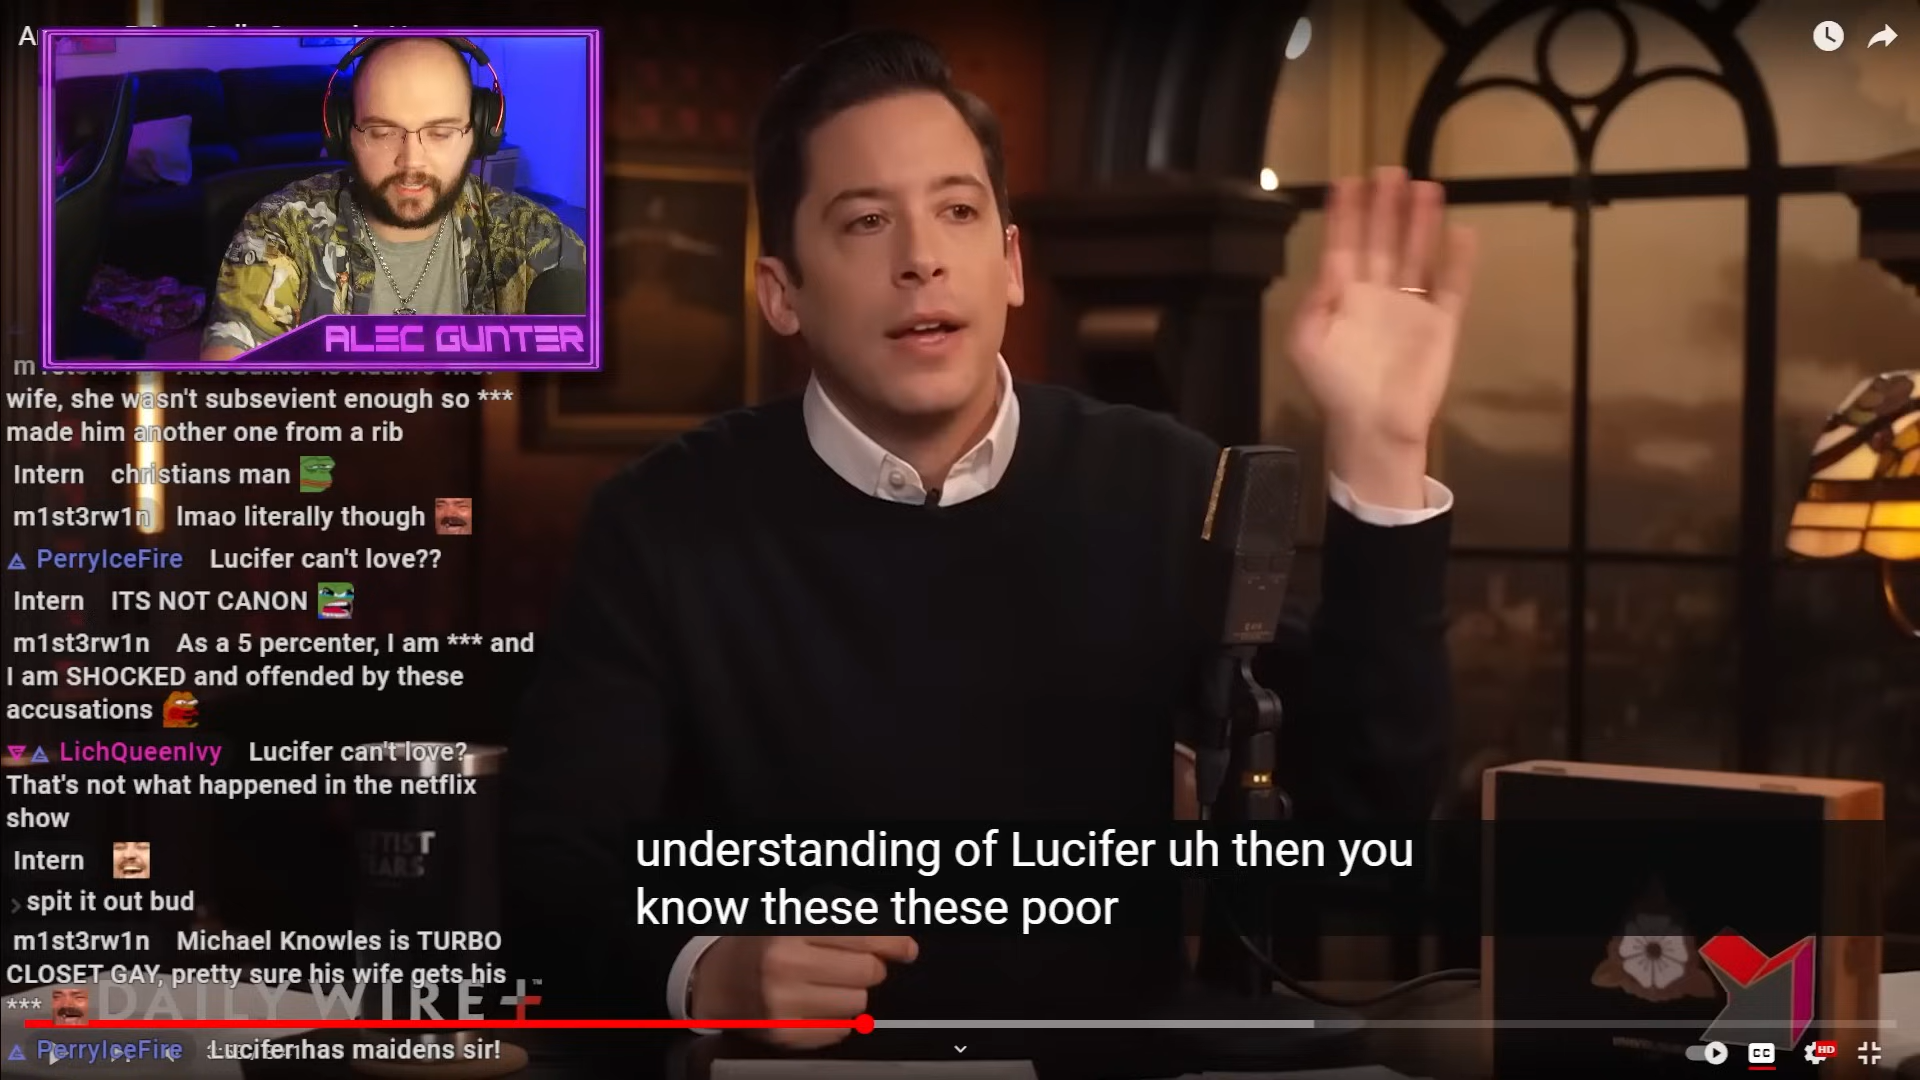 ALEC GUNTER
wife, she wasn't subsevient enough so ***
made him another one from a rib
Intern christians man
m1st3rw1n lmao literally though
PerryIceFire Lucifer can't love??
Intern ITS NOT CANON
m1st3rw1n As a 5 percenter, I am *** and
I am SHOCKED and offended by these
accusations
LichQueenIvy Lucifer can't love?
That's not what happened in the netflix
show
Intern
spit it out bud
m1st3rw1n Michael Knowles is TURBO
CLOSET GAY, pretty sure his wife gets his
***
PerryIceFire Lucifer has maidens sir!
understanding of Lucifer uh then you
know these these poor
DAILY WIRE+
CC
HD